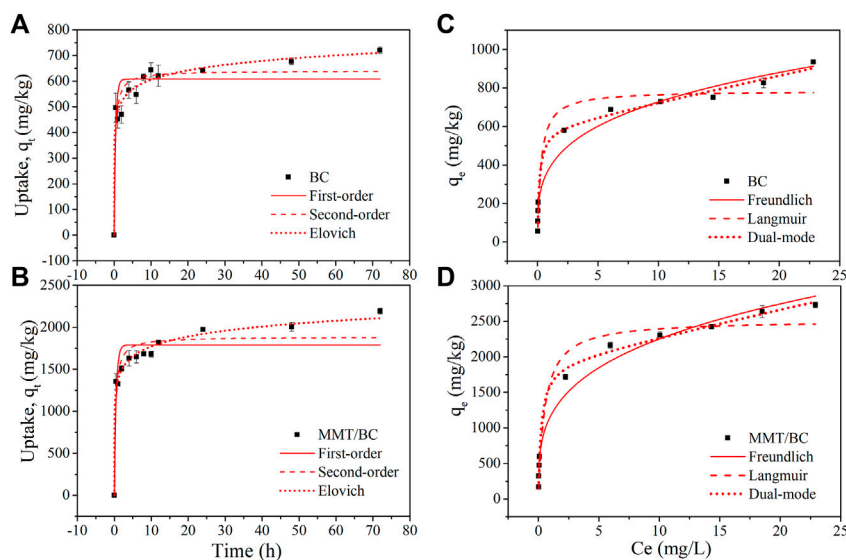 A
800
700
600
500
400
300
200
100
0
-100
-10 0 10 20 30 40 50 60 70 80
Uptake, qt (mg/kg)
BC
First-order
Second-order
Elovich
B
2500
2000
1500
1000
500
0
-10 0 10 20 30 40 50 60 70 80
Uptake, qt (mg/kg)
MMT/BC
First-order
Second-order
Elovich
Time (h)
C
1000
800
600
400
200
0
0 5 10 15 20 25
qe (mg/kg)
BC
Freundlich
Langmuir
Dual-mode
D
3000
2500
2000
1500
1000
500
0
0 5 10 15 20 25
qe (mg/kg)
MMT/BC
Freundlich
Langmuir
Dual-mode
Ce (mg/L)